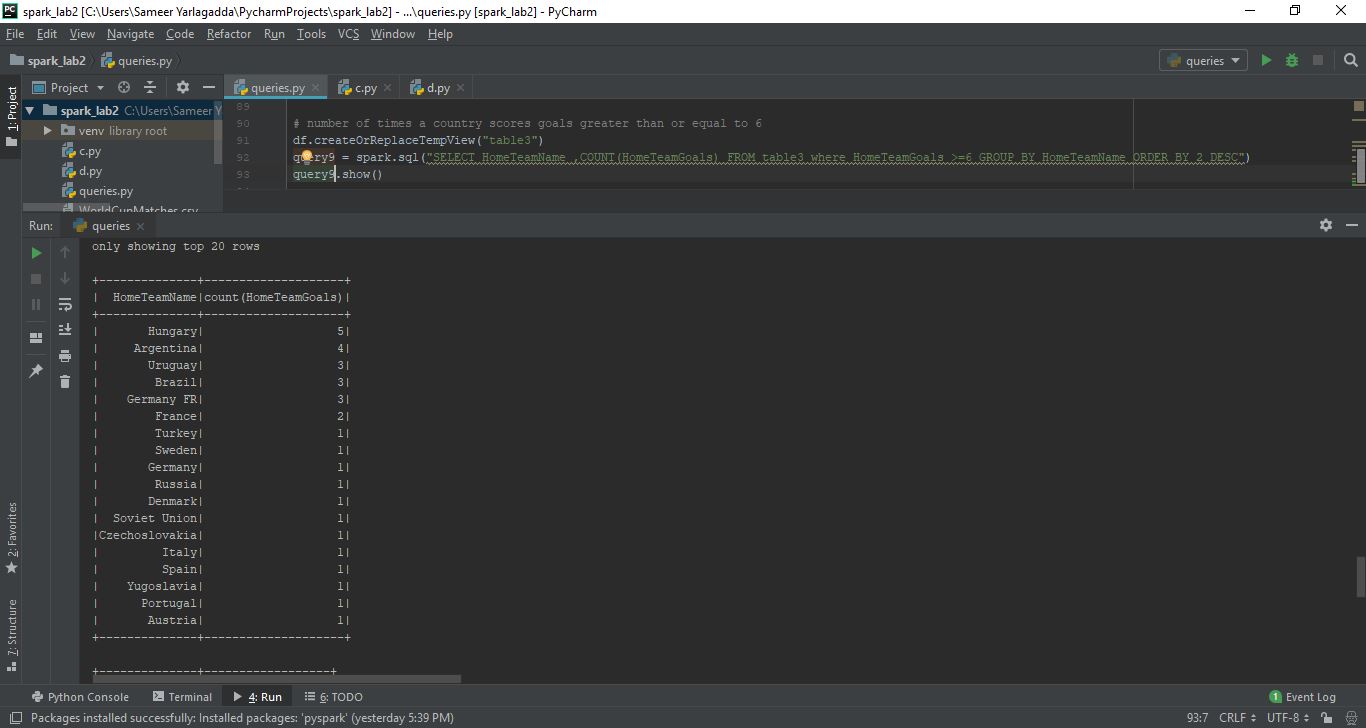 spark_lab2 [C:\Users\Sameer Yarlagadda\PycharmProjects\spark_lab2] - ...\queries.py [spark_lab2] - PyCharm
File Edit View Navigate Code Refactor Run Tools VCS Window Help
spark_lab2 queries.py queries
Project queries.py c.py d.py
1: Project
spark_lab2 C:\Users\Sameer Y
venv library root
c.py
d.py
queries.py
WorldCupMatches.csv
89
90 # number of times a country scores goals greater than or equal to 6
91 df.createOrReplaceTempView("table3")
92 query9 = spark.sql("SELECT HomeTeamName ,COUNT(HomeTeamGoals) FROM table3 where HomeTeamGoals >=6 GROUP BY HomeTeamName ORDER BY 2 DESC")
93 query9.show()
Run: queries
only showing top 20 rows
+--------------+--------------------+
|  HomeTeamName|count(HomeTeamGoals)|
+--------------+--------------------+
|       Hungary|                   5|
|     Argentina|                   4|
|       Uruguay|                   3|
|        Brazil|                   3|
|    Germany FR|                   3|
|        France|                   2|
|        Turkey|                   1|
|        Sweden|                   1|
|       Germany|                   1|
|        Russia|                   1|
|       Denmark|                   1|
|  Soviet Union|                   1|
|Czechoslovakia|                   1|
|         Italy|                   1|
|         Spain|                   1|
|    Yugoslavia|                   1|
|      Portugal|                   1|
|       Austria|                   1|
+--------------+--------------------+
+--------------+------------------+
2: Favorites
7: Structure
Python Console Terminal 4: Run 6: TODO 1 Event Log
Packages installed successfully: Installed packages: 'pyspark' (yesterday 5:39 PM) 93:7 CRLF UTF-8